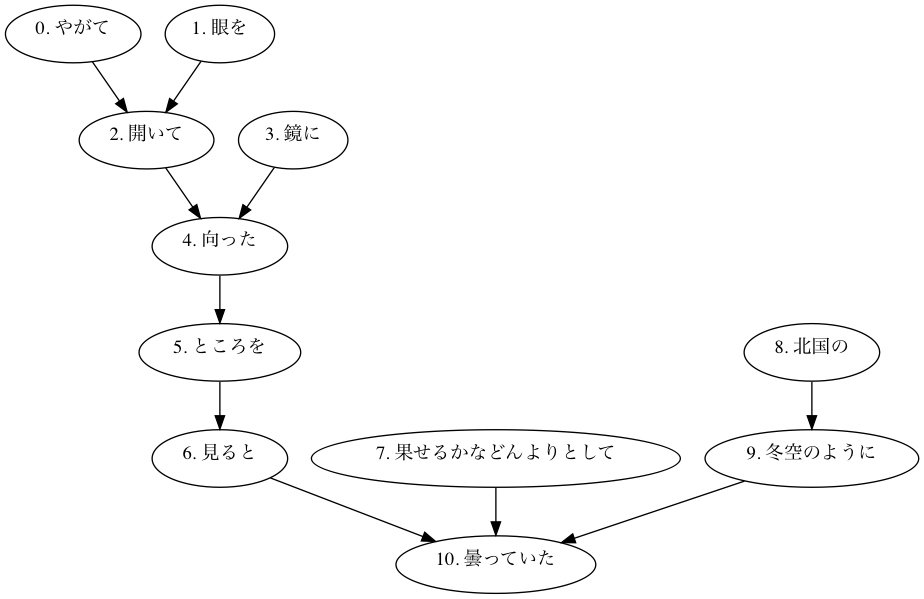 0. やがて
1. 眼を
2. 開いて
3. 鏡に
4. 向った
5. ところを
8. 北国の
6. 見ると
7. 果せるかなどんよりとして
9. 冬空のように
10. 曇っていた